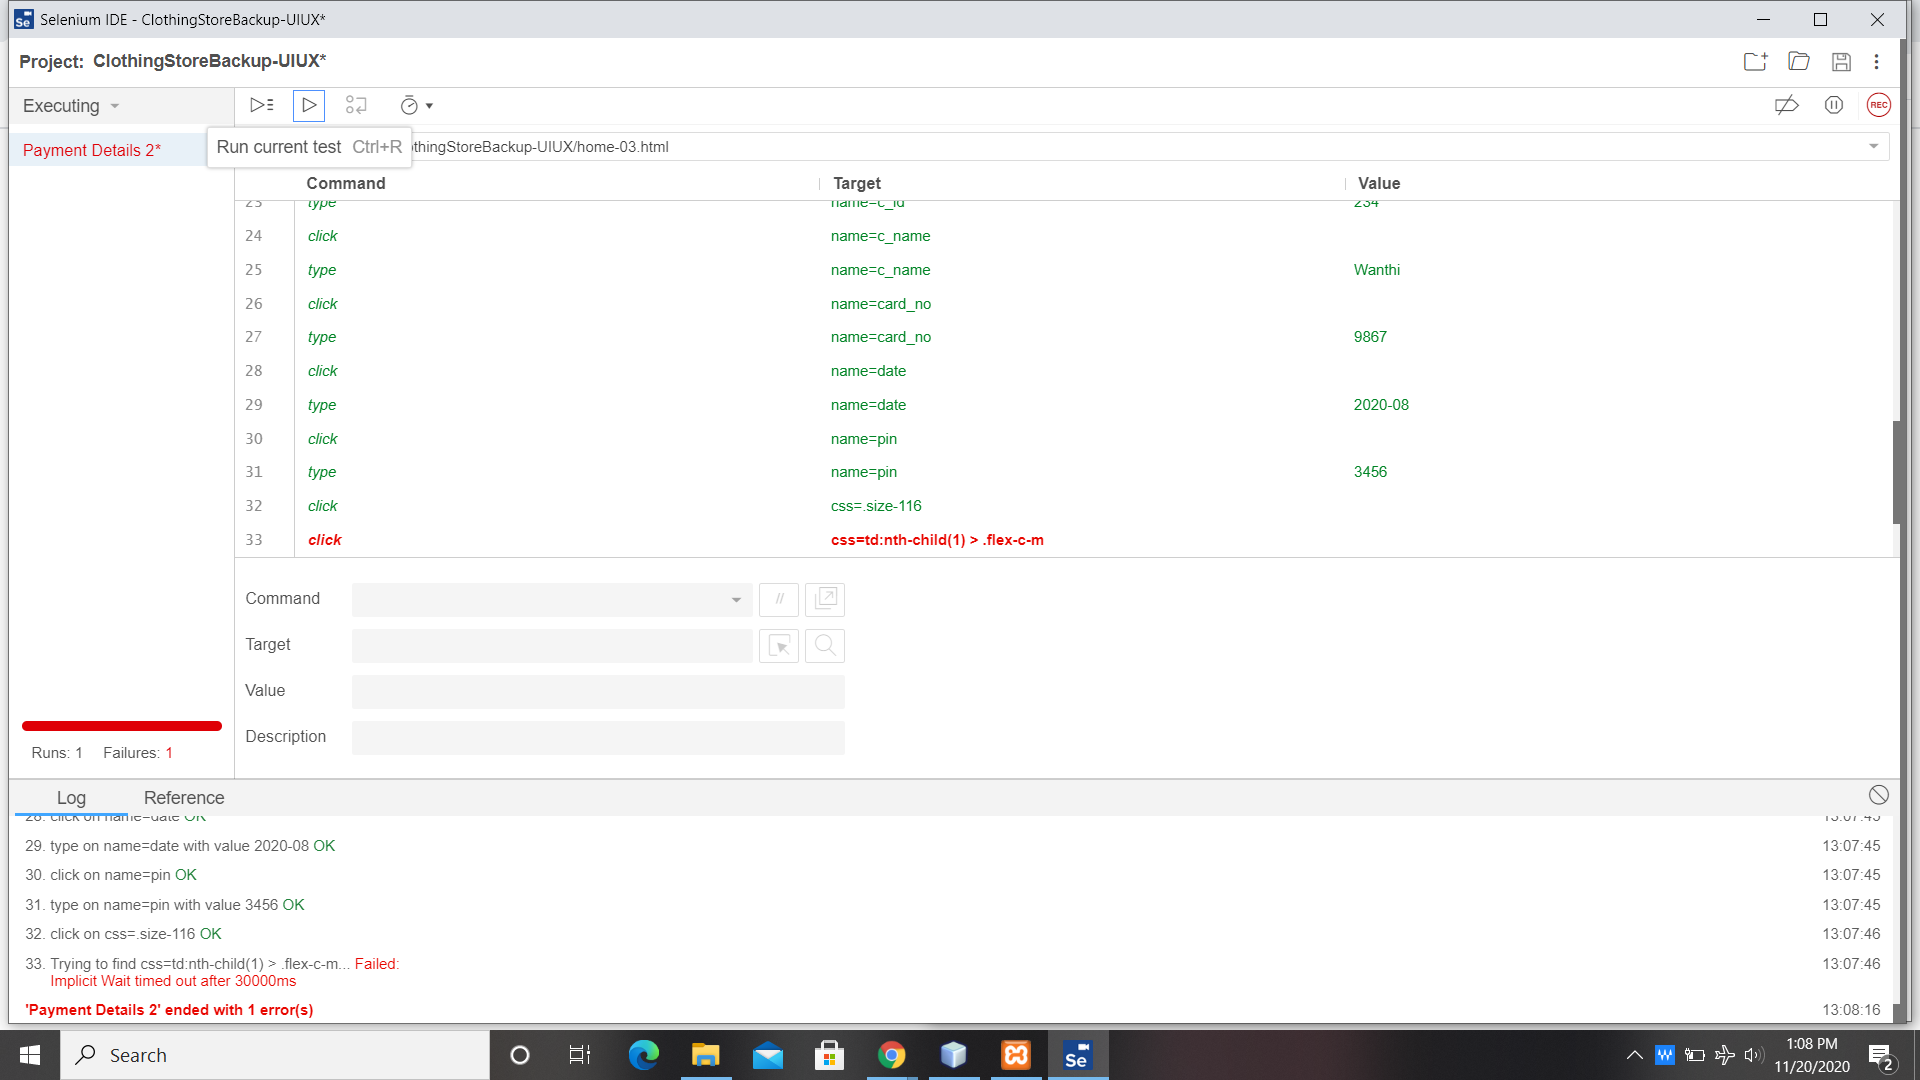 Selenium IDE - ClothingStoreBackup-UIUX*
Project: ClothingStoreBackup-UIUX*
Executing
REC
Payment Details 2*
Run current test Ctrl+R
othingStoreBackup-UIUX/home-03.html
Command Target Value
23 type name=c_id 234
24 click name=c_name
25 type name=c_name Wanthi
26 click name=card_no
27 type name=card_no 9867
28 click name=date
29 type name=date 2020-08
30 click name=pin
31 type name=pin 3456
32 click css=.size-116
33 click css=td:nth-child(1) > .flex-c-m
Command //
Target
Value
Description
Runs: 1 Failures: 1
Log Reference
28. click on name=date OK 13:07:45
29. type on name=date with value 2020-08 OK 13:07:45
30. click on name=pin OK 13:07:45
31. type on name=pin with value 3456 OK 13:07:45
32. click on css=.size-116 OK 13:07:46
33. Trying to find css=td:nth-child(1) > .flex-c-m... Failed: 13:07:46
Implicit Wait timed out after 30000ms
'Payment Details 2' ended with 1 error(s) 13:08:16
Search
Se
1:08 PM
11/20/2020
2